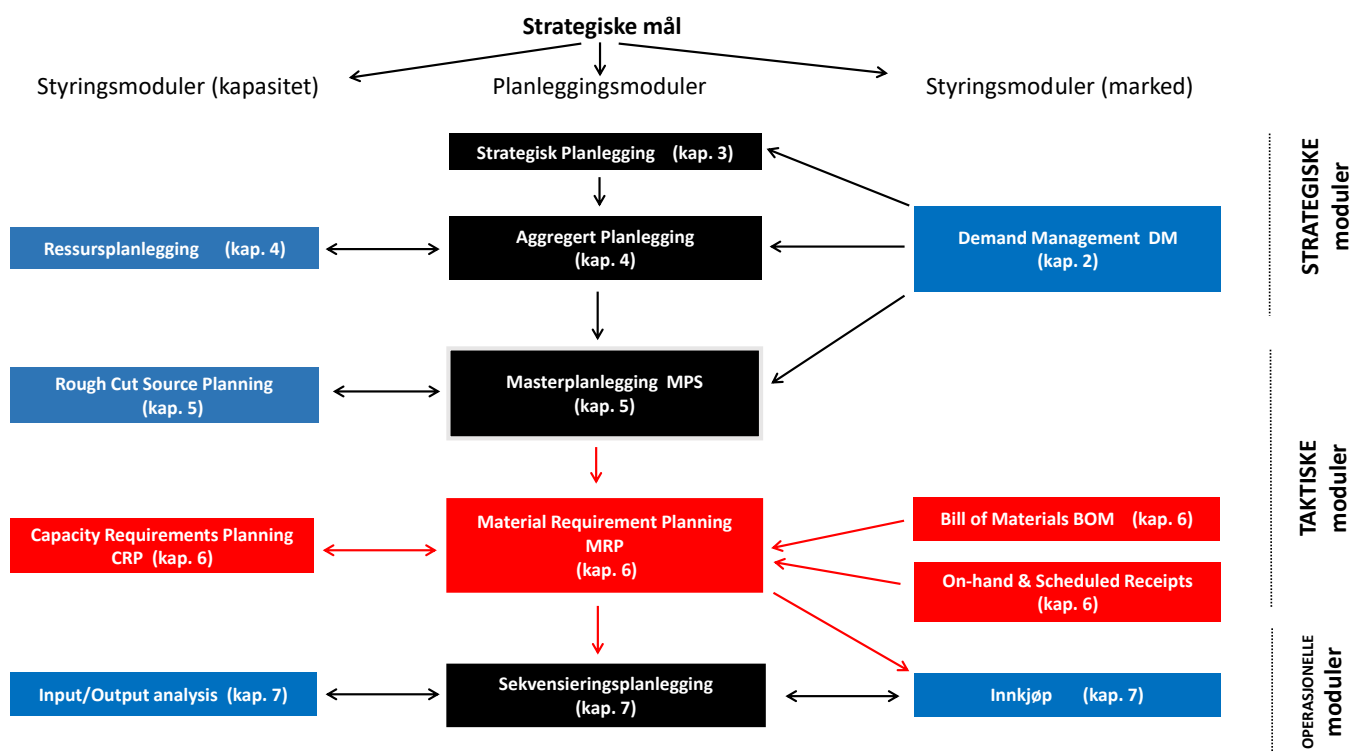 Strategiske mål
Styringsmoduler (kapasitet)
Planleggingsmoduler
Styringsmoduler (marked)
Strategisk Planlegging (kap. 3)
Ressursplanlegging (kap. 4)
Aggregert Planlegging
(kap. 4)
Demand Management DM
(kap. 2)
STRATEGISKE
moduler
Rough Cut Source Planning
(kap. 5)
Masterplanlegging MPS
(kap. 5)
TAKTISKE
moduler
Capacity Requirements Planning
CRP (kap. 6)
Material Requirement Planning
MRP
(kap. 6)
Bill of Materials BOM (kap. 6)
On-hand & Scheduled Receipts
(kap. 6)
Input/Output analysis (kap. 7)
Sekvensieringsplanlegging
(kap. 7)
Innkjøp (kap. 7)
OPERASJONELLE
moduler